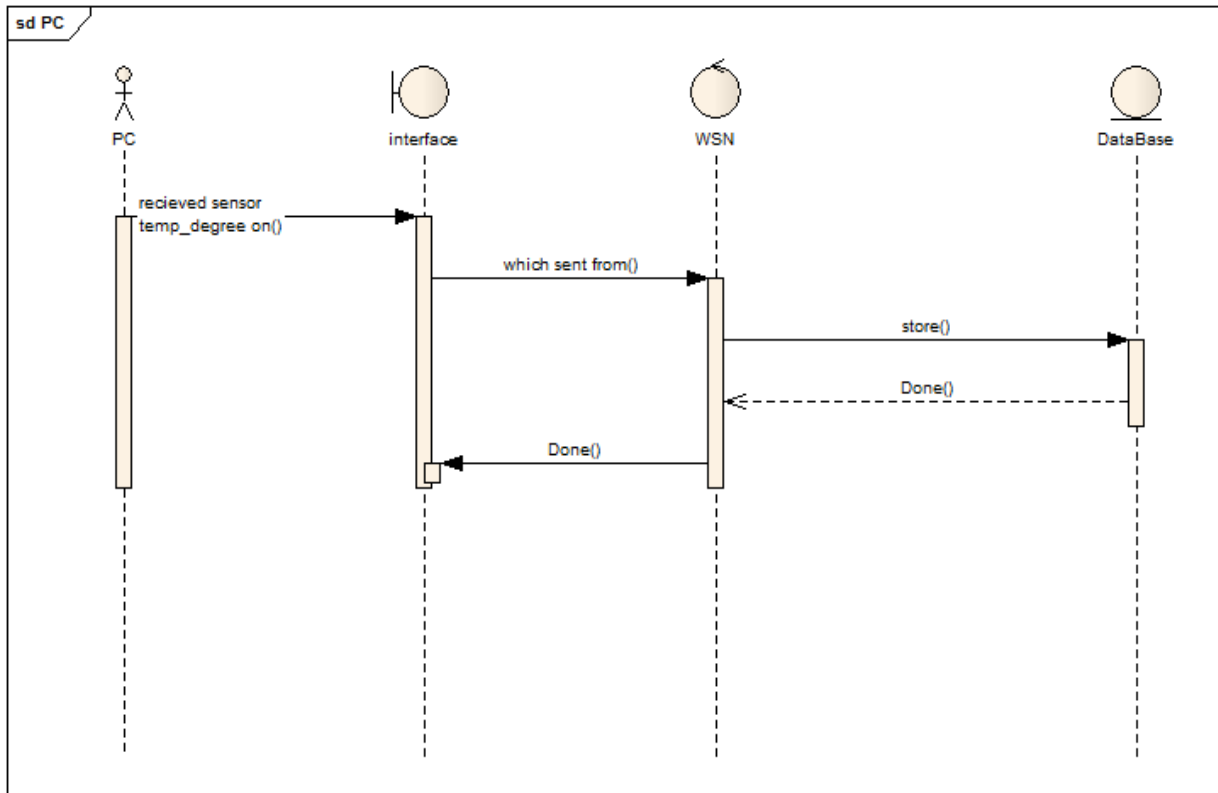 sd PC
PC
interface
WSN
DataBase
recieved sensor
temp_degree on()
which sent from()
store()
Done()
Done()